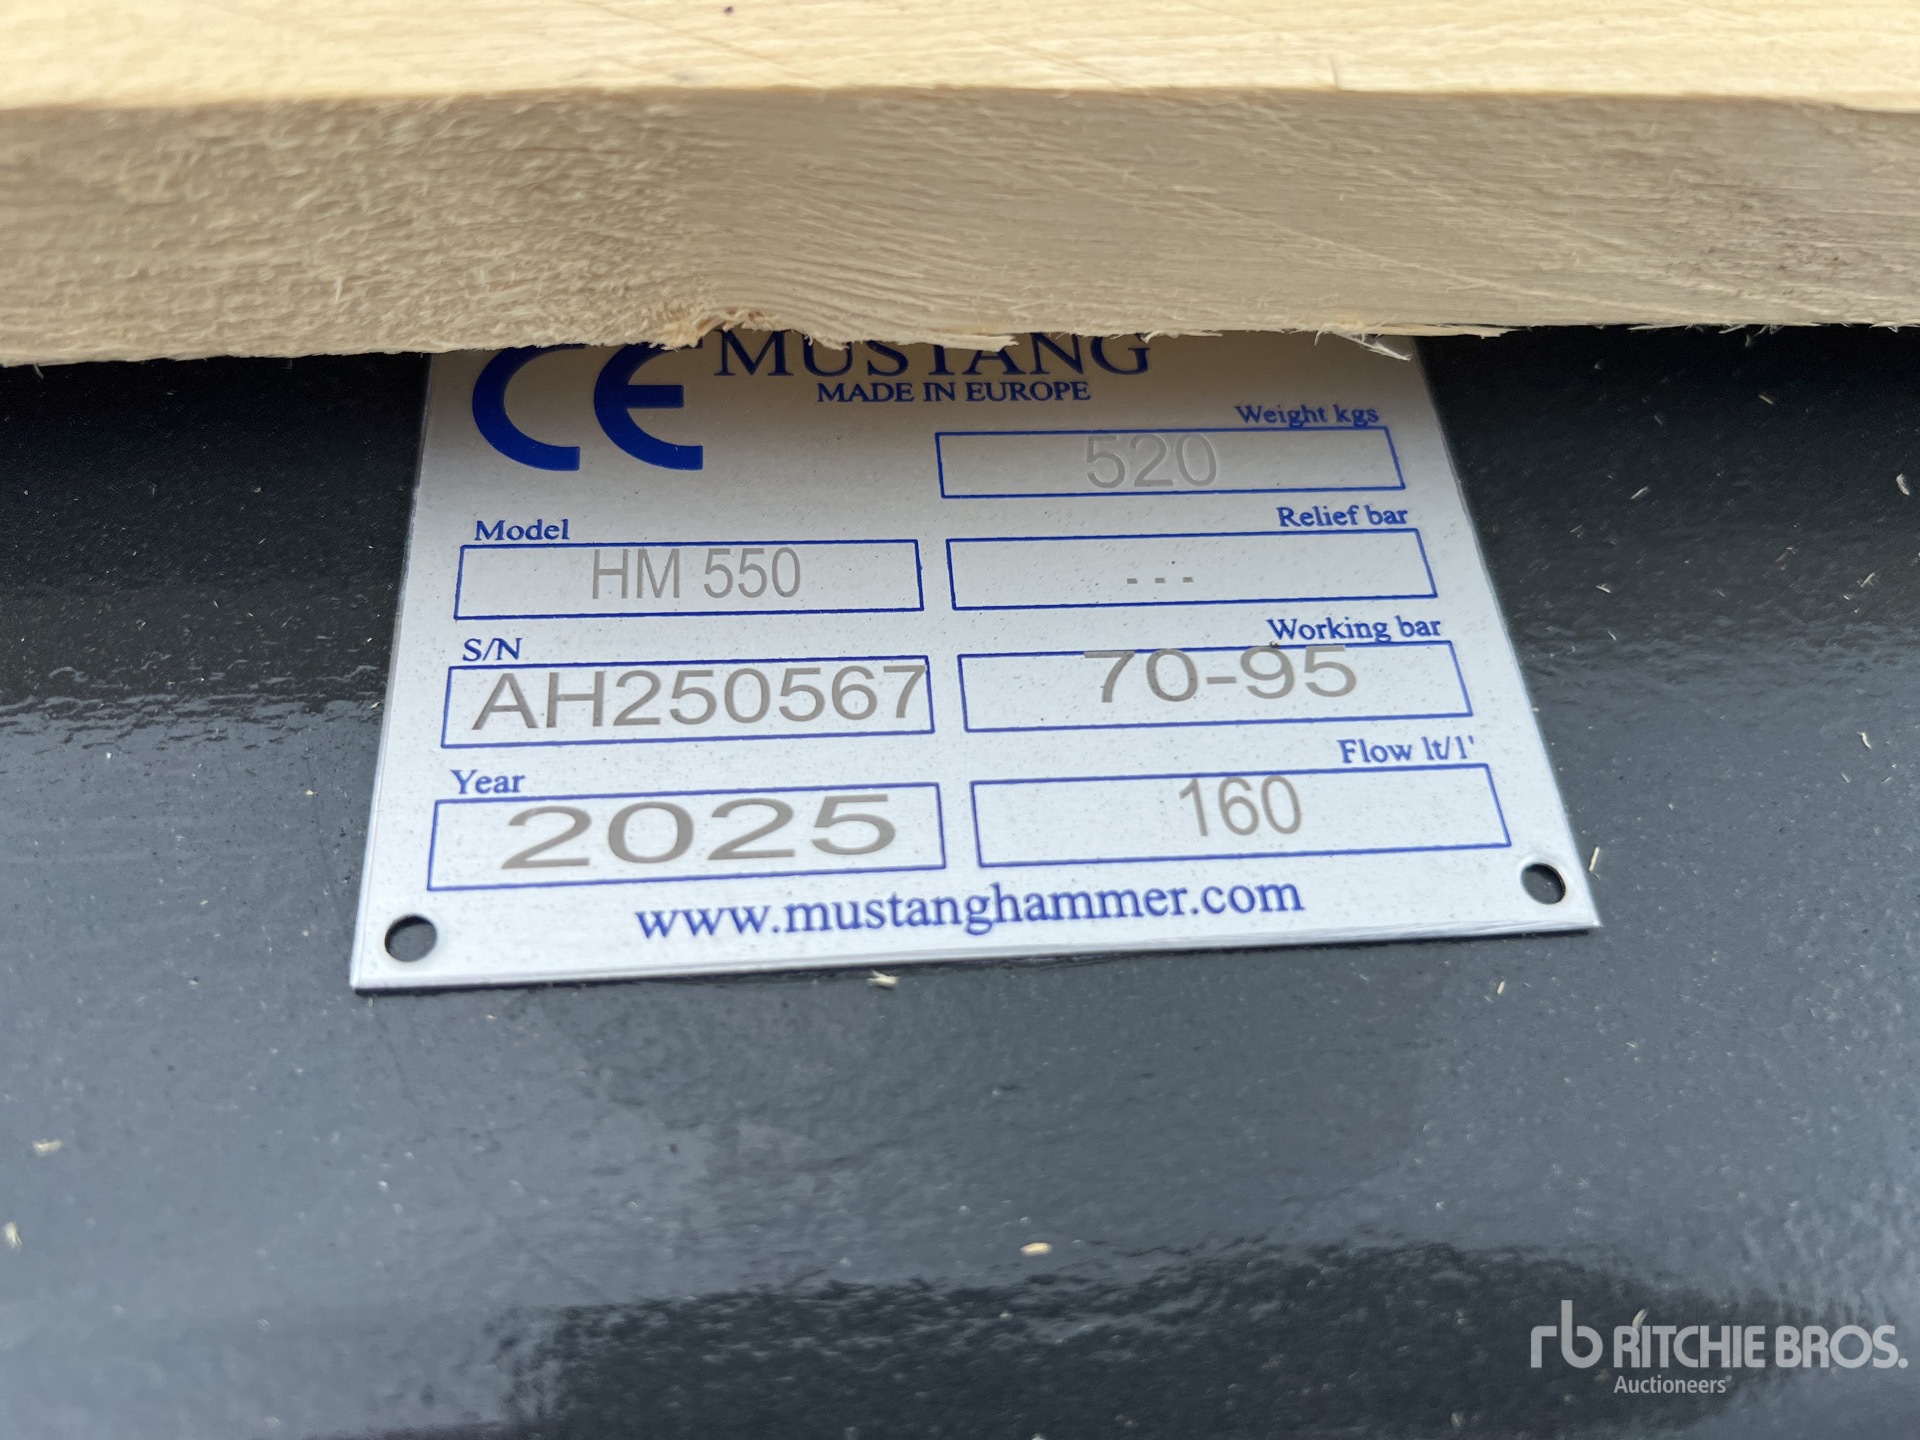 CE MUSTANG
MADE IN EUROPE
Weight kgs
520
Model
HM 550
Relief bar
---
S/N
AH250567
Working bar
70-95
Year
2025
Flow lt/1'
160
www.mustanghammer.com
rb RITCHIE BROS.
Auctioneers